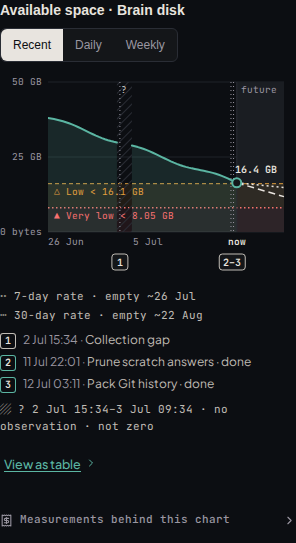 Available space · Brain disk
Recent Daily Weekly
50 GB
?
future
25 GB
16.4 GB
△ Low < 16.1 GB
▲ Very low < 8.05 GB
0 bytes
26 Jun 5 Jul now
1 2–3
7-day rate · empty ~26 Jul
30-day rate · empty ~22 Aug
1 2 Jul 15:34 · Collection gap
2 11 Jul 22:01 · Prune scratch answers · done
3 12 Jul 03:11 · Pack Git history · done
? 2 Jul 15:34–3 Jul 09:34 · no
observation · not zero
View as table >
Measurements behind this chart >